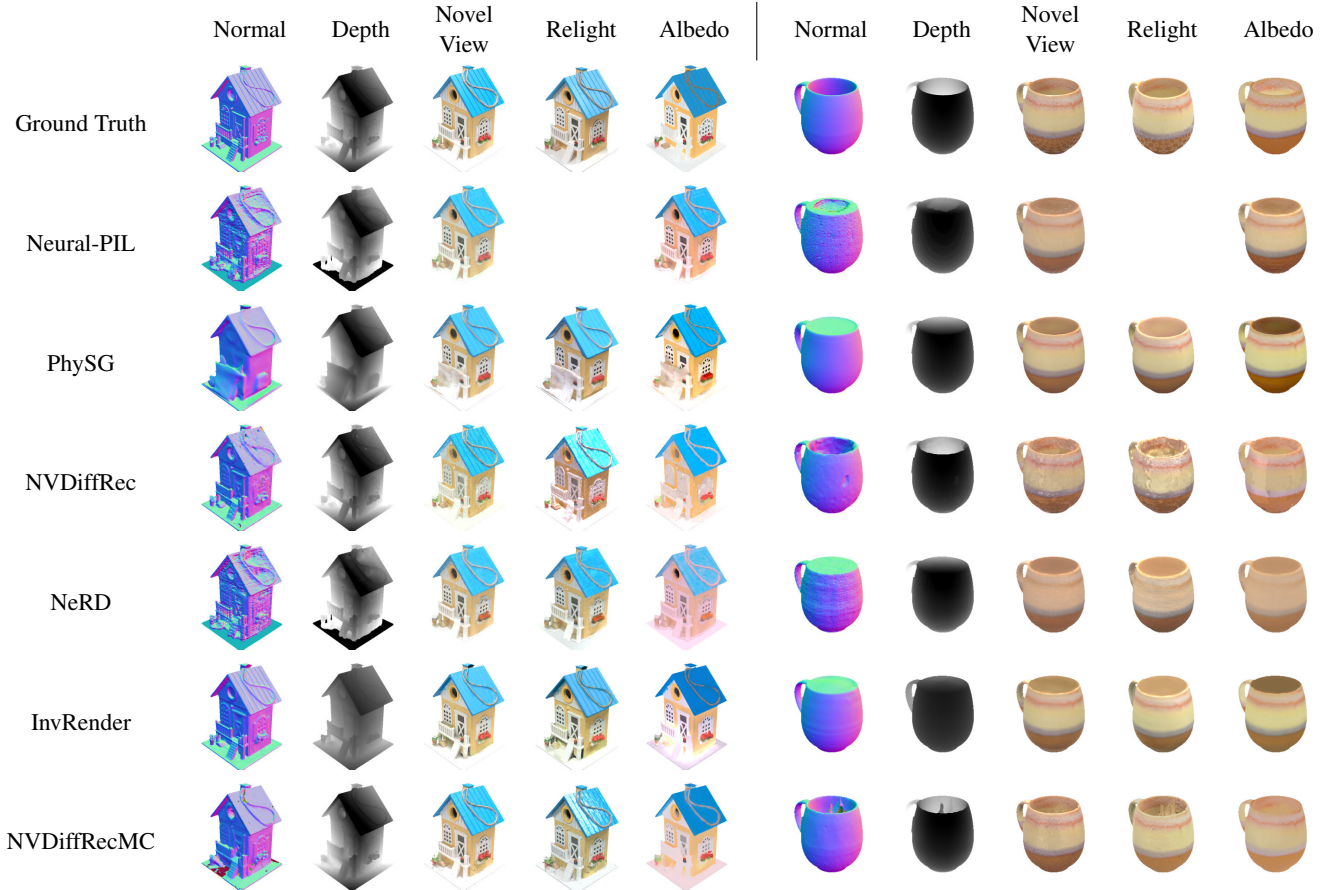 Normal Depth Novel View Relight Albedo Normal Depth Novel View Relight Albedo
Ground Truth
Neural-PIL
PhySG
NVDiffRec
NeRD
InvRender
NVDiffRecMC